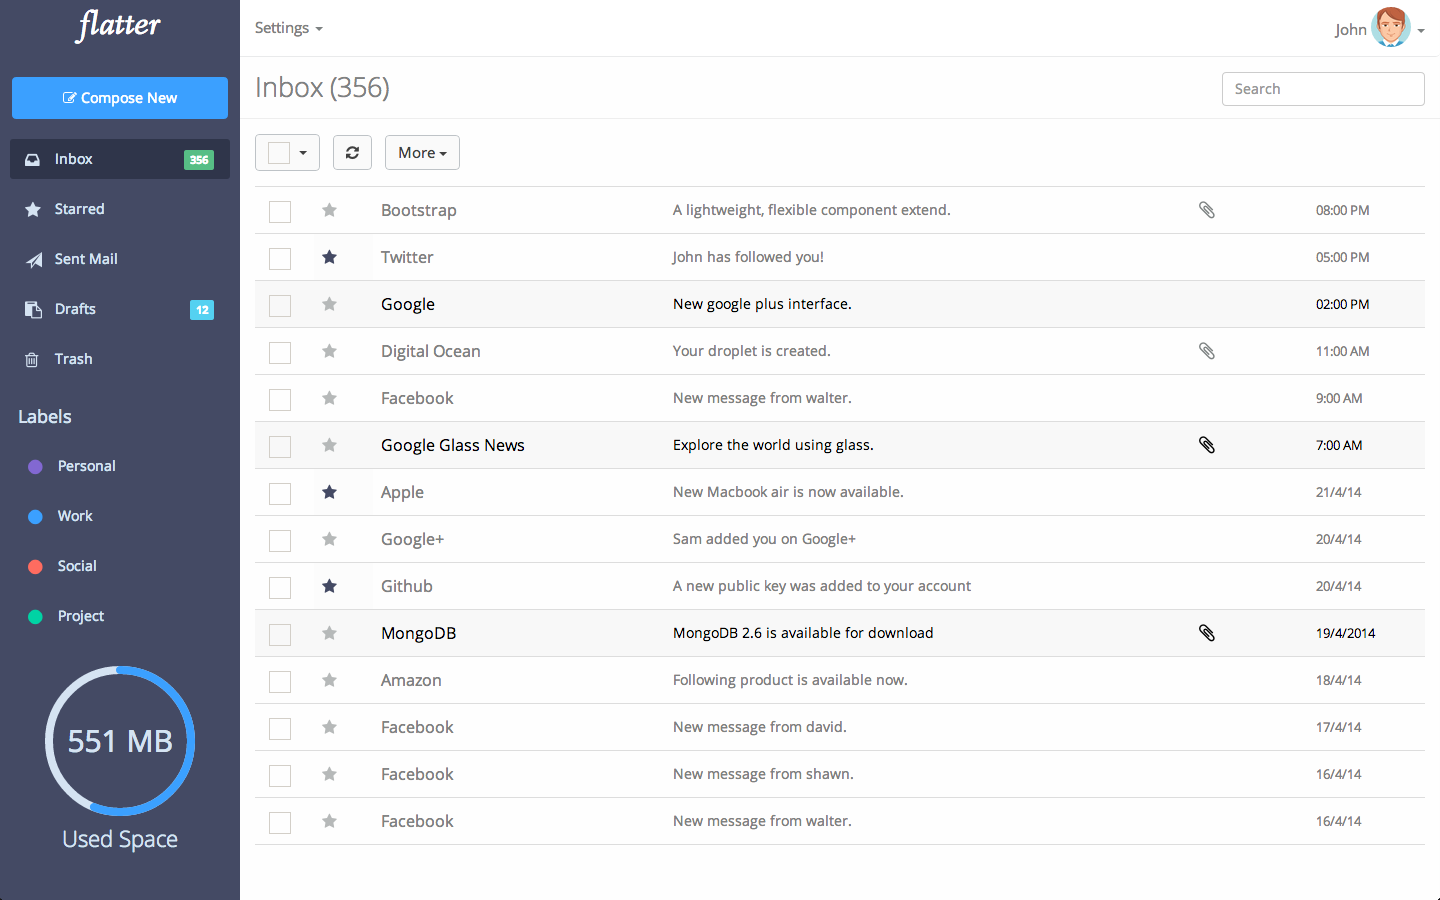 flatter
Settings
John
Compose New
Inbox (356)
Search
More
Inbox 356
Starred
Sent Mail
Drafts 12
Trash
Labels
Personal
Work
Social
Project
551 MB
Used Space
Bootstrap A lightweight, flexible component extend. 08:00 PM
Twitter John has followed you! 05:00 PM
Google New google plus interface. 02:00 PM
Digital Ocean Your droplet is created. 11:00 AM
Facebook New message from walter. 9:00 AM
Google Glass News Explore the world using glass. 7:00 AM
Apple New Macbook air is now available. 21/4/14
Google+ Sam added you on Google+ 20/4/14
Github A new public key was added to your account 20/4/14
MongoDB MongoDB 2.6 is available for download 19/4/2014
Amazon Following product is available now. 18/4/14
Facebook New message from david. 17/4/14
Facebook New message from shawn. 16/4/14
Facebook New message from walter. 16/4/14